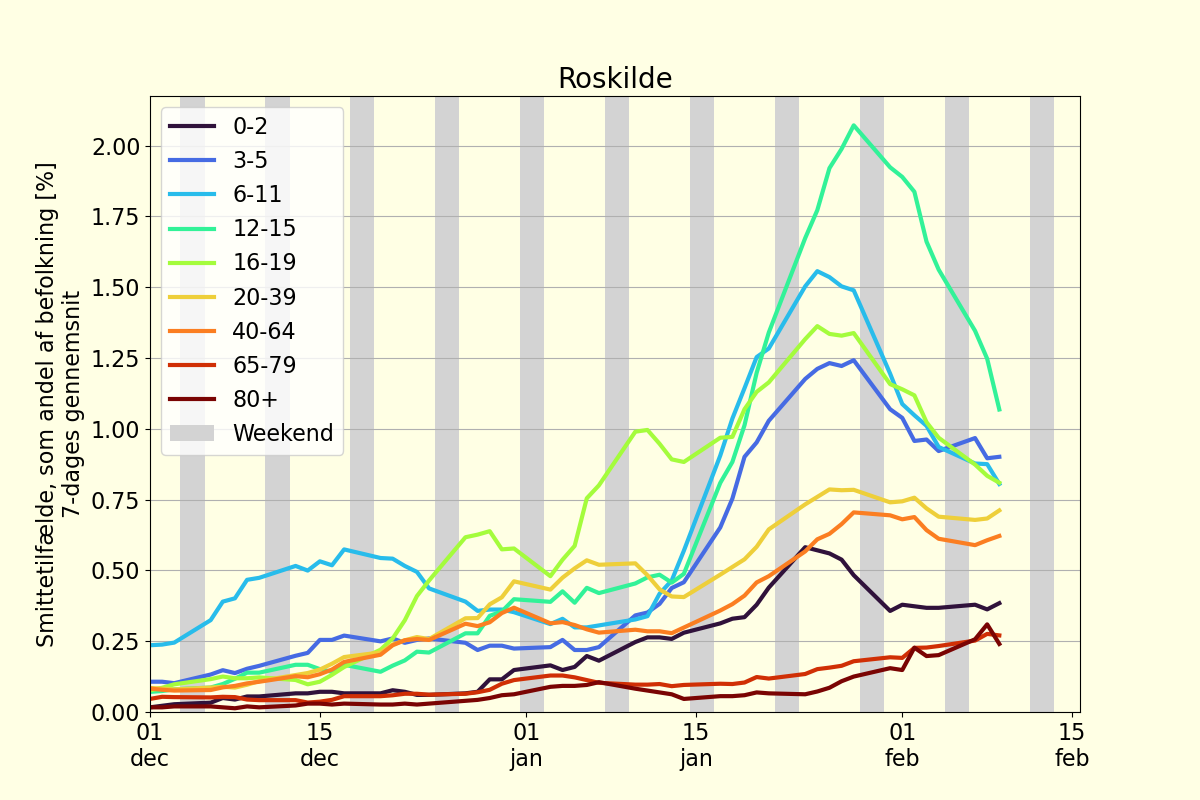 Roskilde
Smittetilfælde, som andel af befolkning [%]
7-dages gennemsnit
2.00
1.75
1.50
1.25
1.00
0.75
0.50
0.25
0.00
0-2
3-5
6-11
12-15
16-19
20-39
40-64
65-79
80+
Weekend
01
dec
15
dec
01
jan
15
jan
01
feb
15
feb